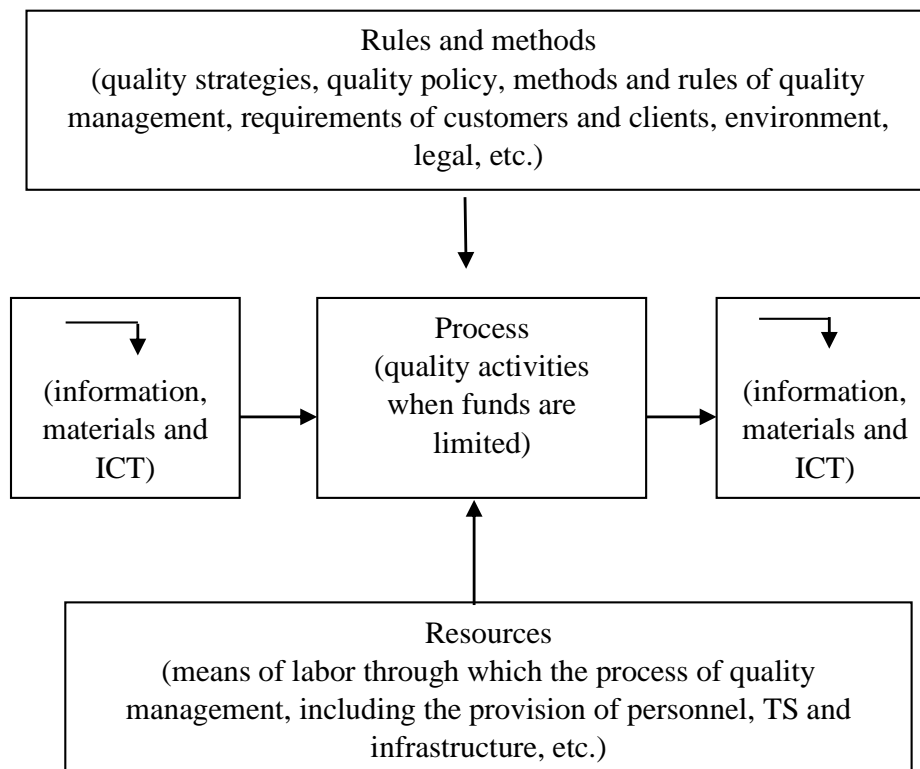 Rules and methods
(quality strategies, quality policy, methods and rules of quality
management, requirements of customers and clients, environment,
legal, etc.)
(information,
materials and
ICT)
Process
(quality activities
when funds are
limited)
(information,
materials and
ICT)
Resources
(means of labor through which the process of quality
management, including the provision of personnel, TS and
infrastructure, etc.)